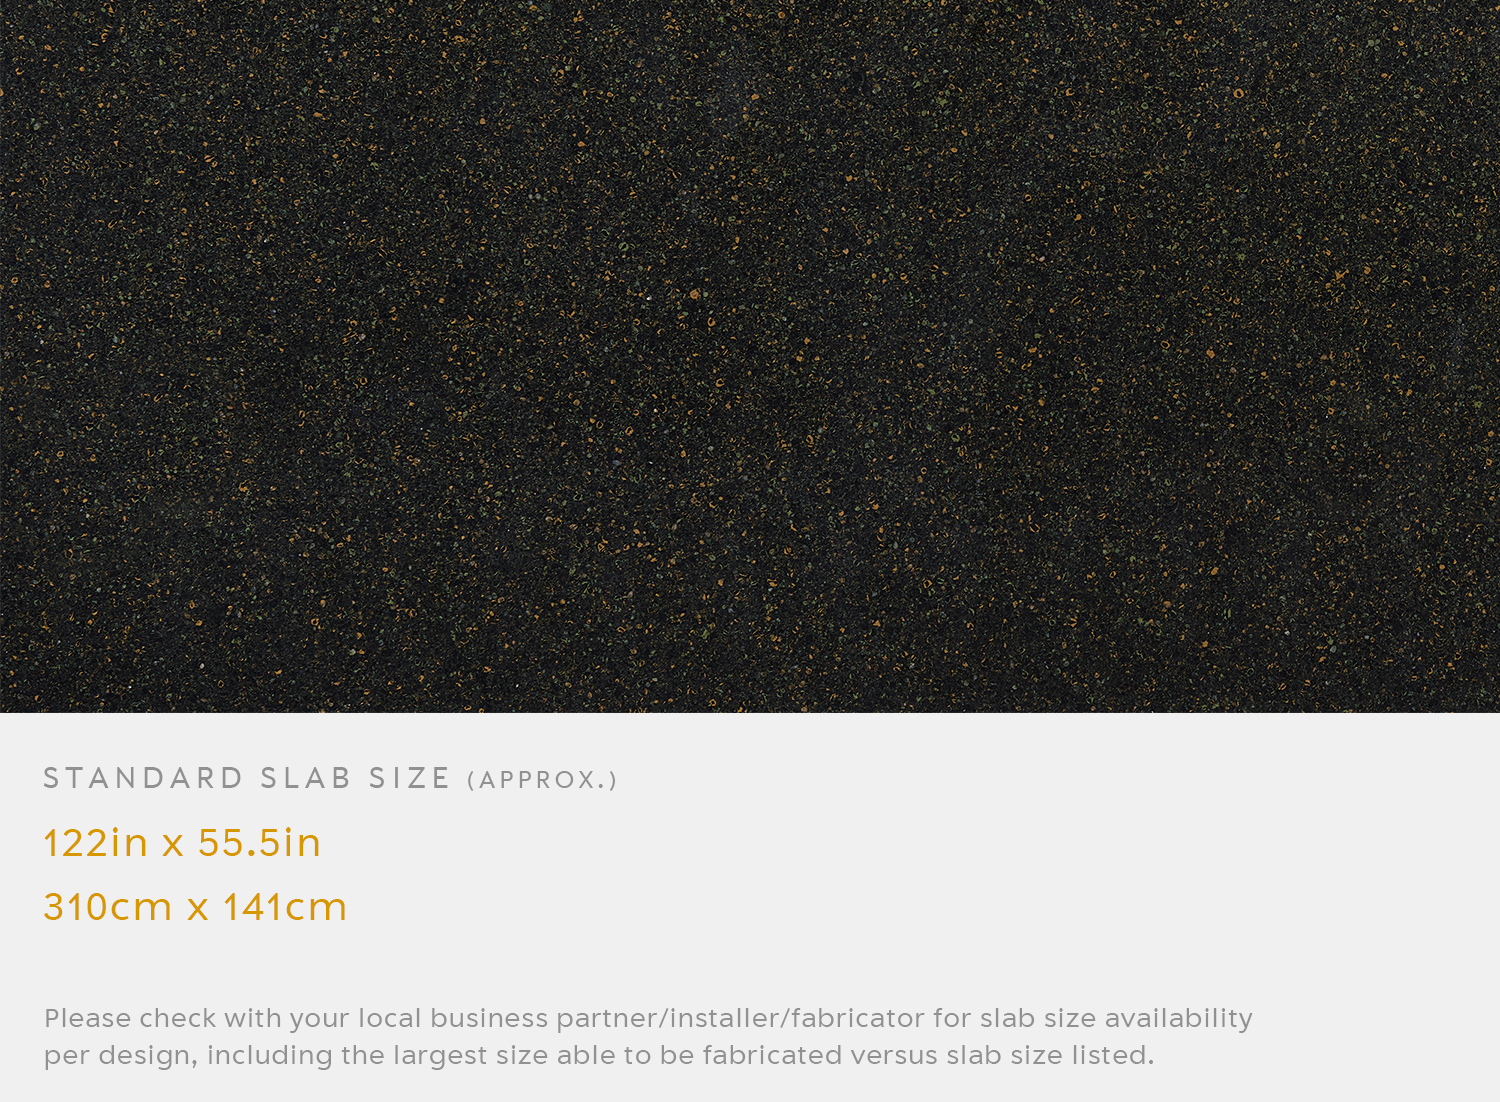 STANDARD SLAB SIZE (APPROX.)
122in x 55.5in
310cm x 141cm
Please check with your local business partner/installer/fabricator for slab size availability
per design, including the largest size able to be fabricated versus slab size listed.